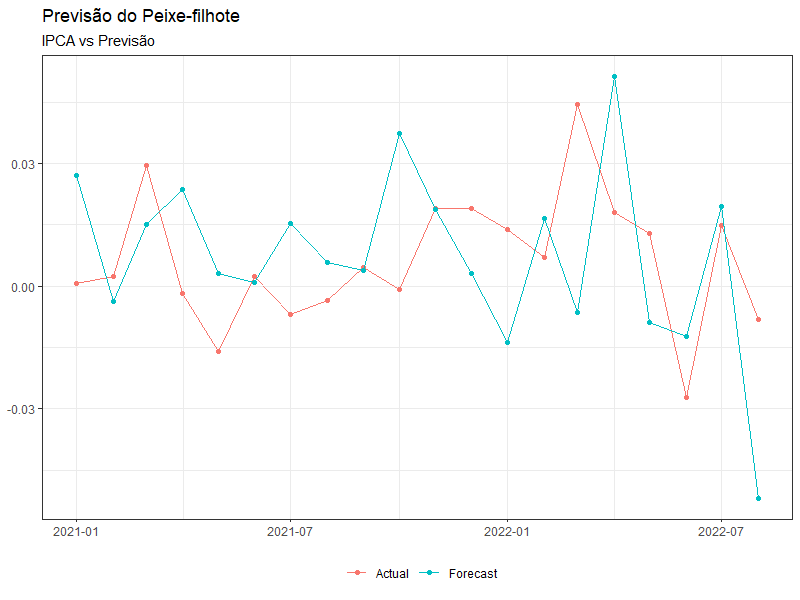 Previsão do Peixe-filhote
IPCA vs Previsão
0.03
0.00
-0.03
2021-01 2021-07 2022-01 2022-07
Actual Forecast